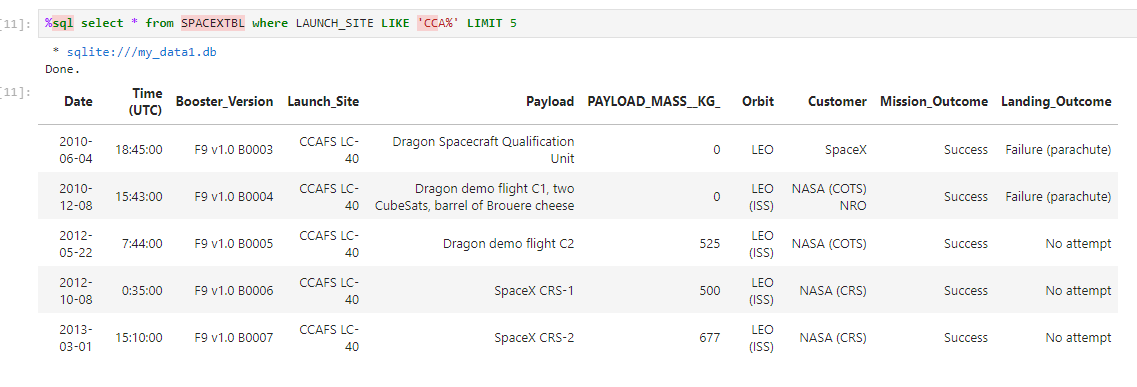 [11]: %sql select * from SPACEXTBL where LAUNCH_SITE LIKE 'CCA%' LIMIT 5
* sqlite:///my_data1.db
Done.
[11]:
Date Time (UTC) Booster_Version Launch_Site Payload PAYLOAD_MASS__KG_ Orbit Customer Mission_Outcome Landing_Outcome
2010-06-04 18:45:00 F9 v1.0 B0003 CCAFS LC-40 Dragon Spacecraft Qualification Unit 0 LEO SpaceX Success Failure (parachute)
2010-12-08 15:43:00 F9 v1.0 B0004 CCAFS LC-40 Dragon demo flight C1, two CubeSats, barrel of Brouere cheese 0 LEO (ISS) NASA (COTS) NRO Success Failure (parachute)
2012-05-22 7:44:00 F9 v1.0 B0005 CCAFS LC-40 Dragon demo flight C2 525 LEO (ISS) NASA (COTS) Success No attempt
2012-10-08 0:35:00 F9 v1.0 B0006 CCAFS LC-40 SpaceX CRS-1 500 LEO (ISS) NASA (CRS) Success No attempt
2013-03-01 15:10:00 F9 v1.0 B0007 CCAFS LC-40 SpaceX CRS-2 677 LEO (ISS) NASA (CRS) Success No attempt